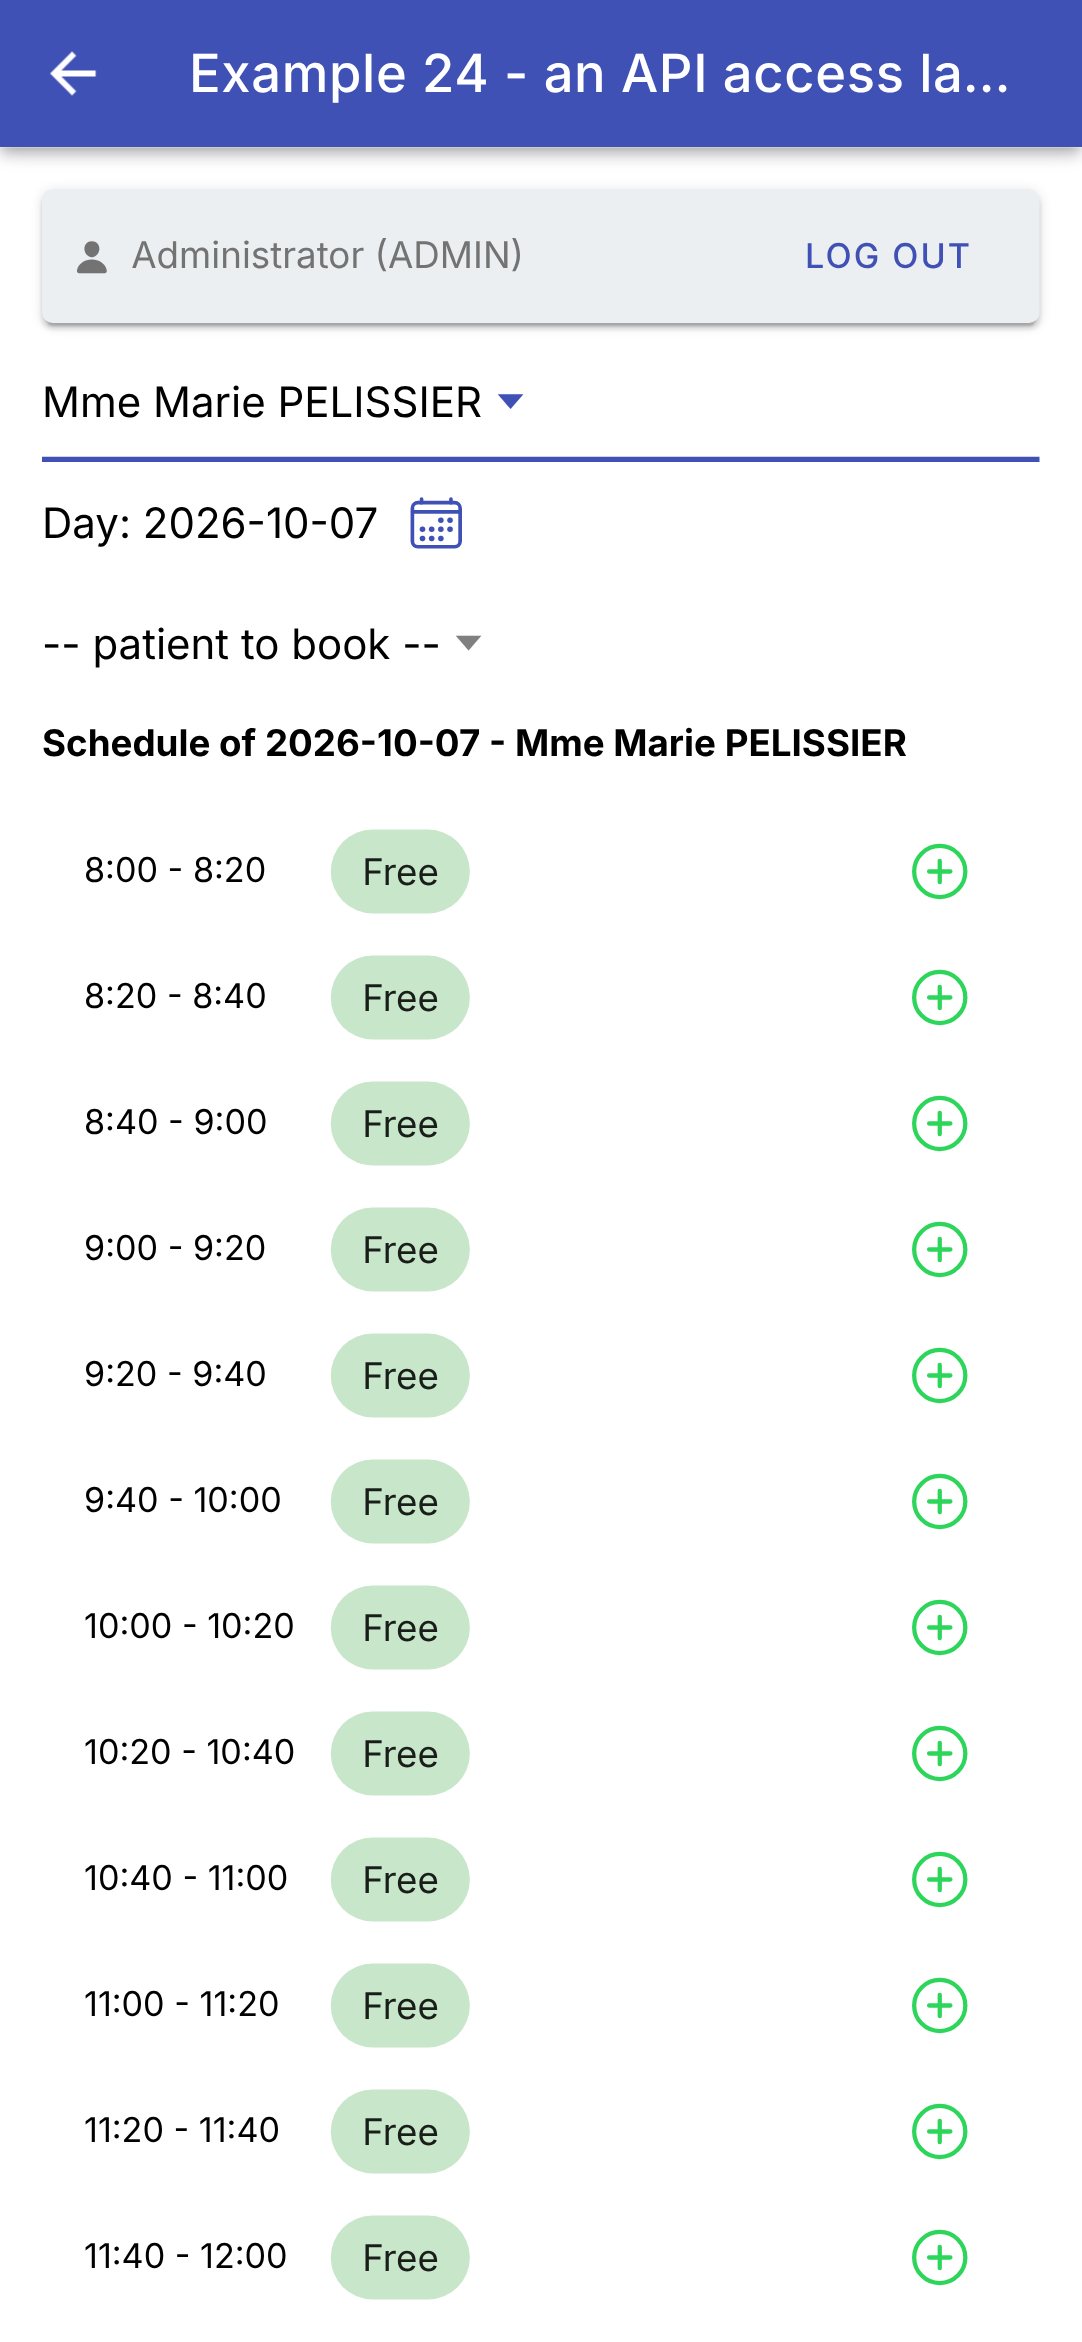 Example 24 - an API access la...
Administrator (ADMIN) LOG OUT
Mme Marie PELISSIER
Day: 2026-10-07
-- patient to book --
Schedule of 2026-10-07 - Mme Marie PELISSIER
8:00 - 8:20 Free
8:20 - 8:40 Free
8:40 - 9:00 Free
9:00 - 9:20 Free
9:20 - 9:40 Free
9:40 - 10:00 Free
10:00 - 10:20 Free
10:20 - 10:40 Free
10:40 - 11:00 Free
11:00 - 11:20 Free
11:20 - 11:40 Free
11:40 - 12:00 Free